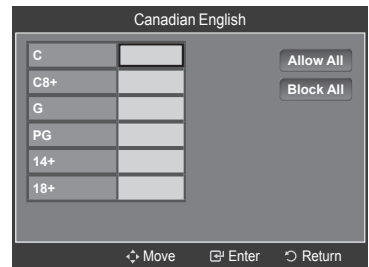 Canadian English
C
Allow All
C8+
Block All
G
PG
14+
18+
Move Enter Return